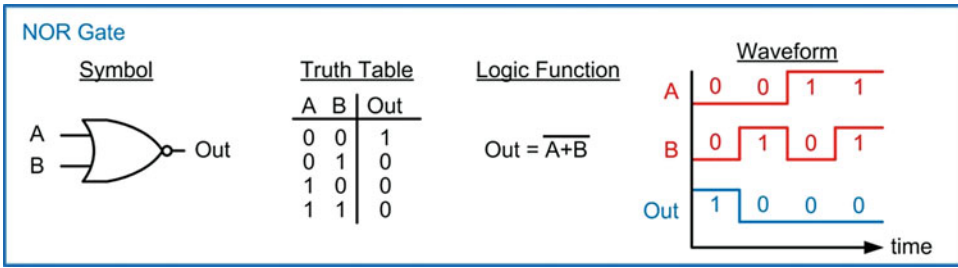 NOR Gate
Symbol
A
B
Out
Truth Table
A B Out
0 0 1
0 1 0
1 0 0
1 1 0
Logic Function
Out = \overline{A+B}
Waveform
A 0 0 1 1
B 0 1 0 1
Out 1 0 0 0
time